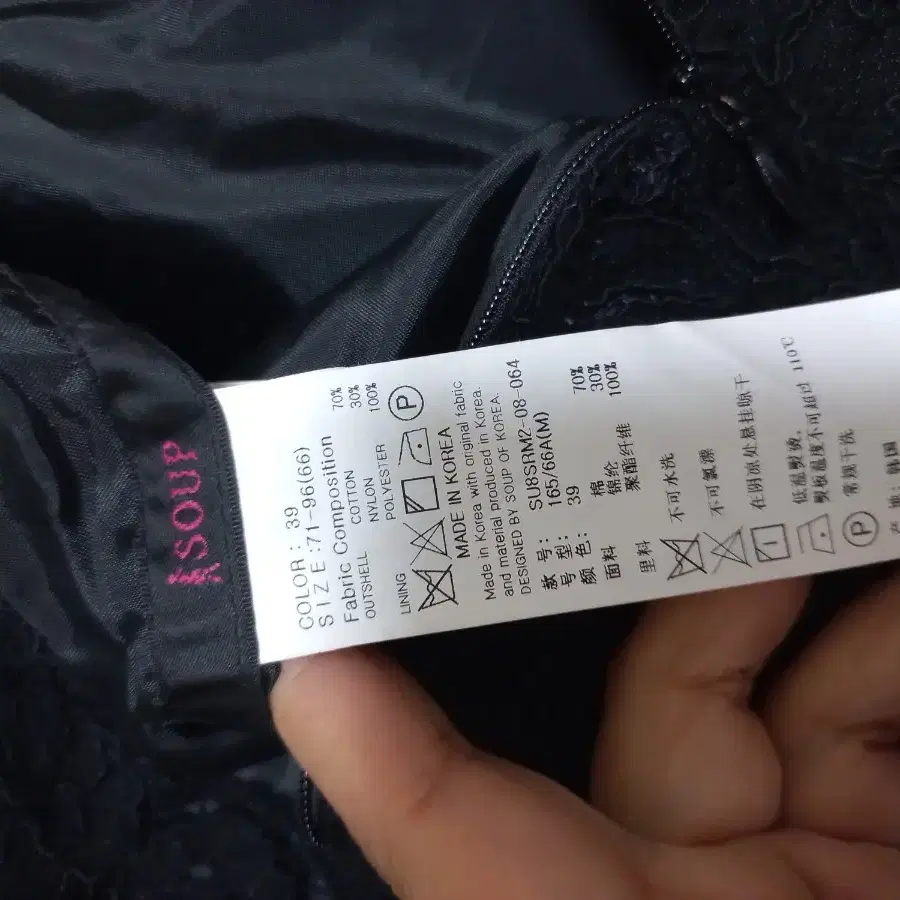 SOUP
COLOR : 39
SIZE : 71-96(66)
Fabric Composition
OUTSHELL COTTON 70%
NYLON 30%
LINING POLYESTER 100%
P
MADE IN KOREA
Made in Korea with original fabric
and material produced in Korea.
DESIGNED BY SOUP OF KOREA.
款 号: SU8SRM2-08-064
号 型: 165/66A(M)
颜 色: 39
面料 棉 70%
锦纶 30%
里料 聚酯纤维 100%
不可水洗
不可氯漂
在阴凉处悬挂晾干
低温熨烫,
熨板温度不可超过 110℃
P 常规干洗
产地: 韩国